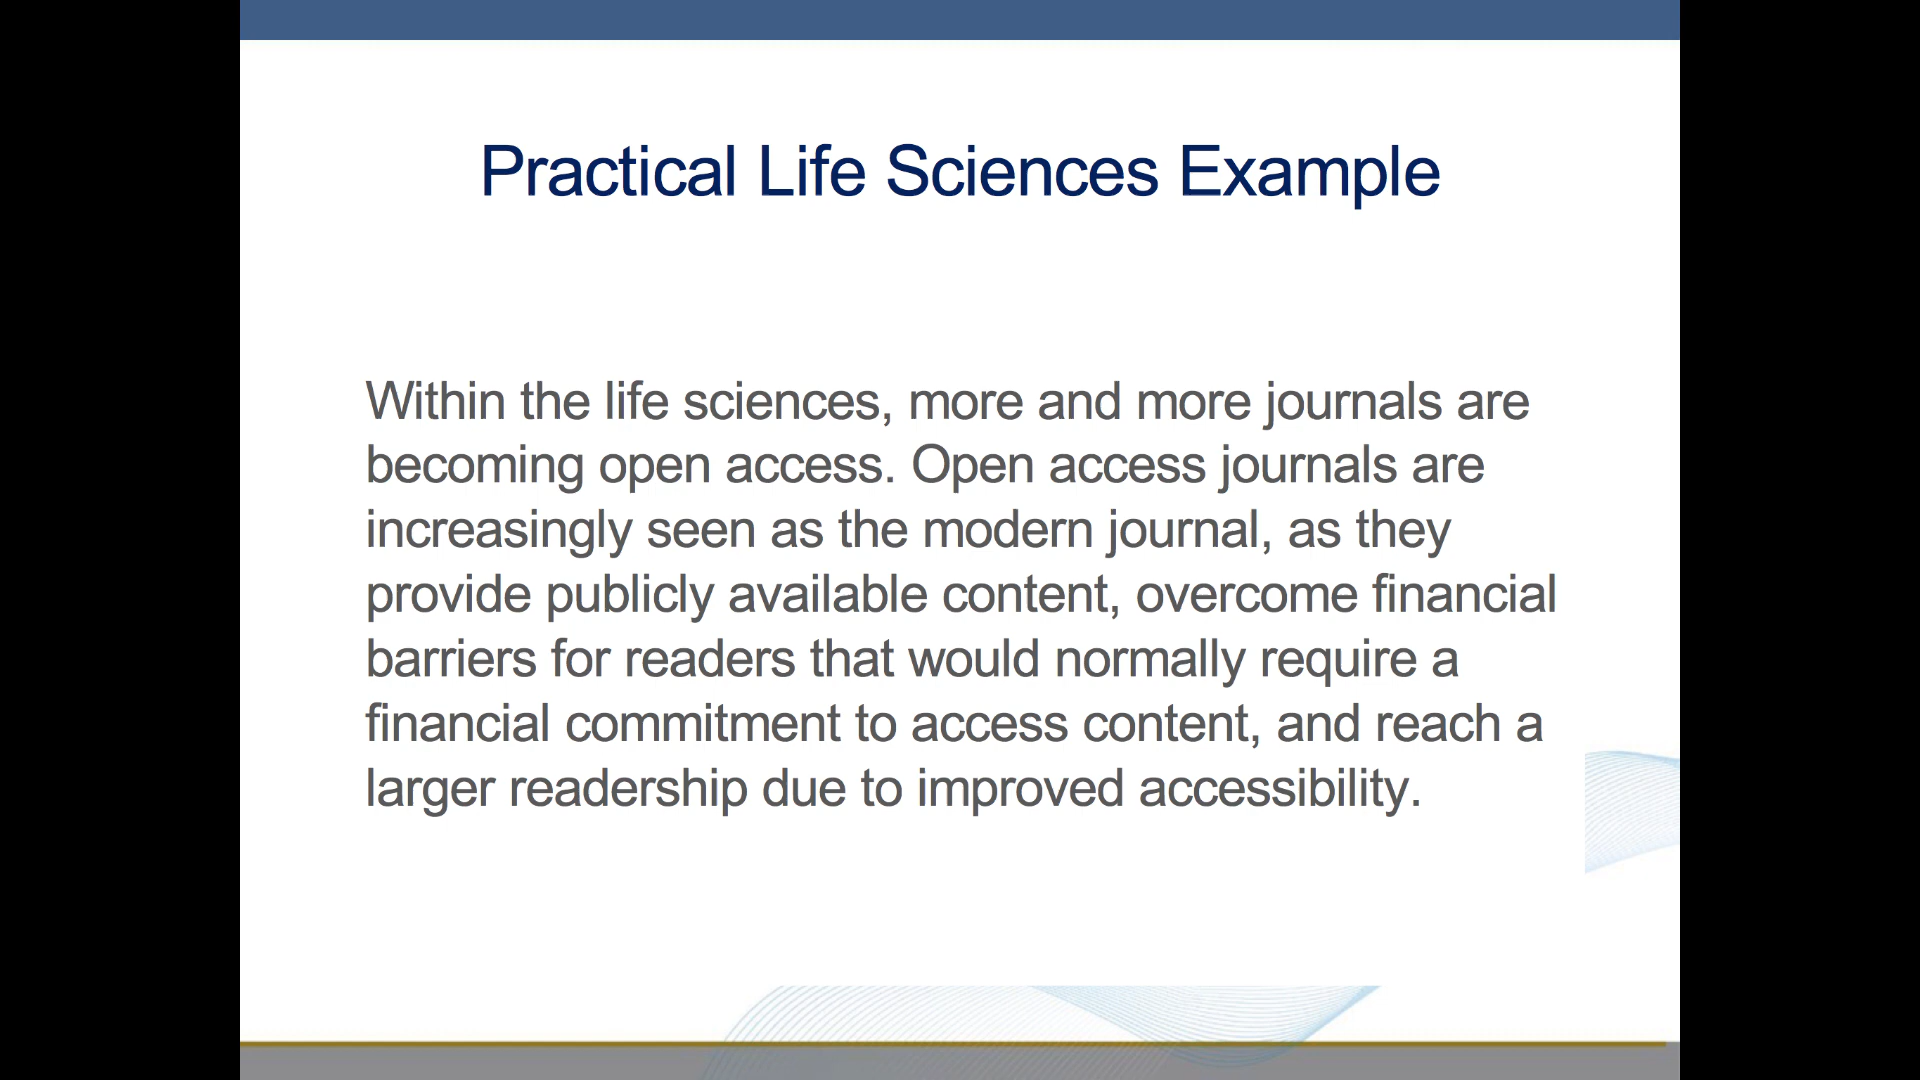 Practical Life Sciences Example
Within the life sciences, more and more journals are
becoming open access. Open access journals are
increasingly seen as the modern journal, as they
provide publicly available content, overcome financial
barriers for readers that would normally require a
financial commitment to access content, and reach a
larger readership due to improved accessibility.